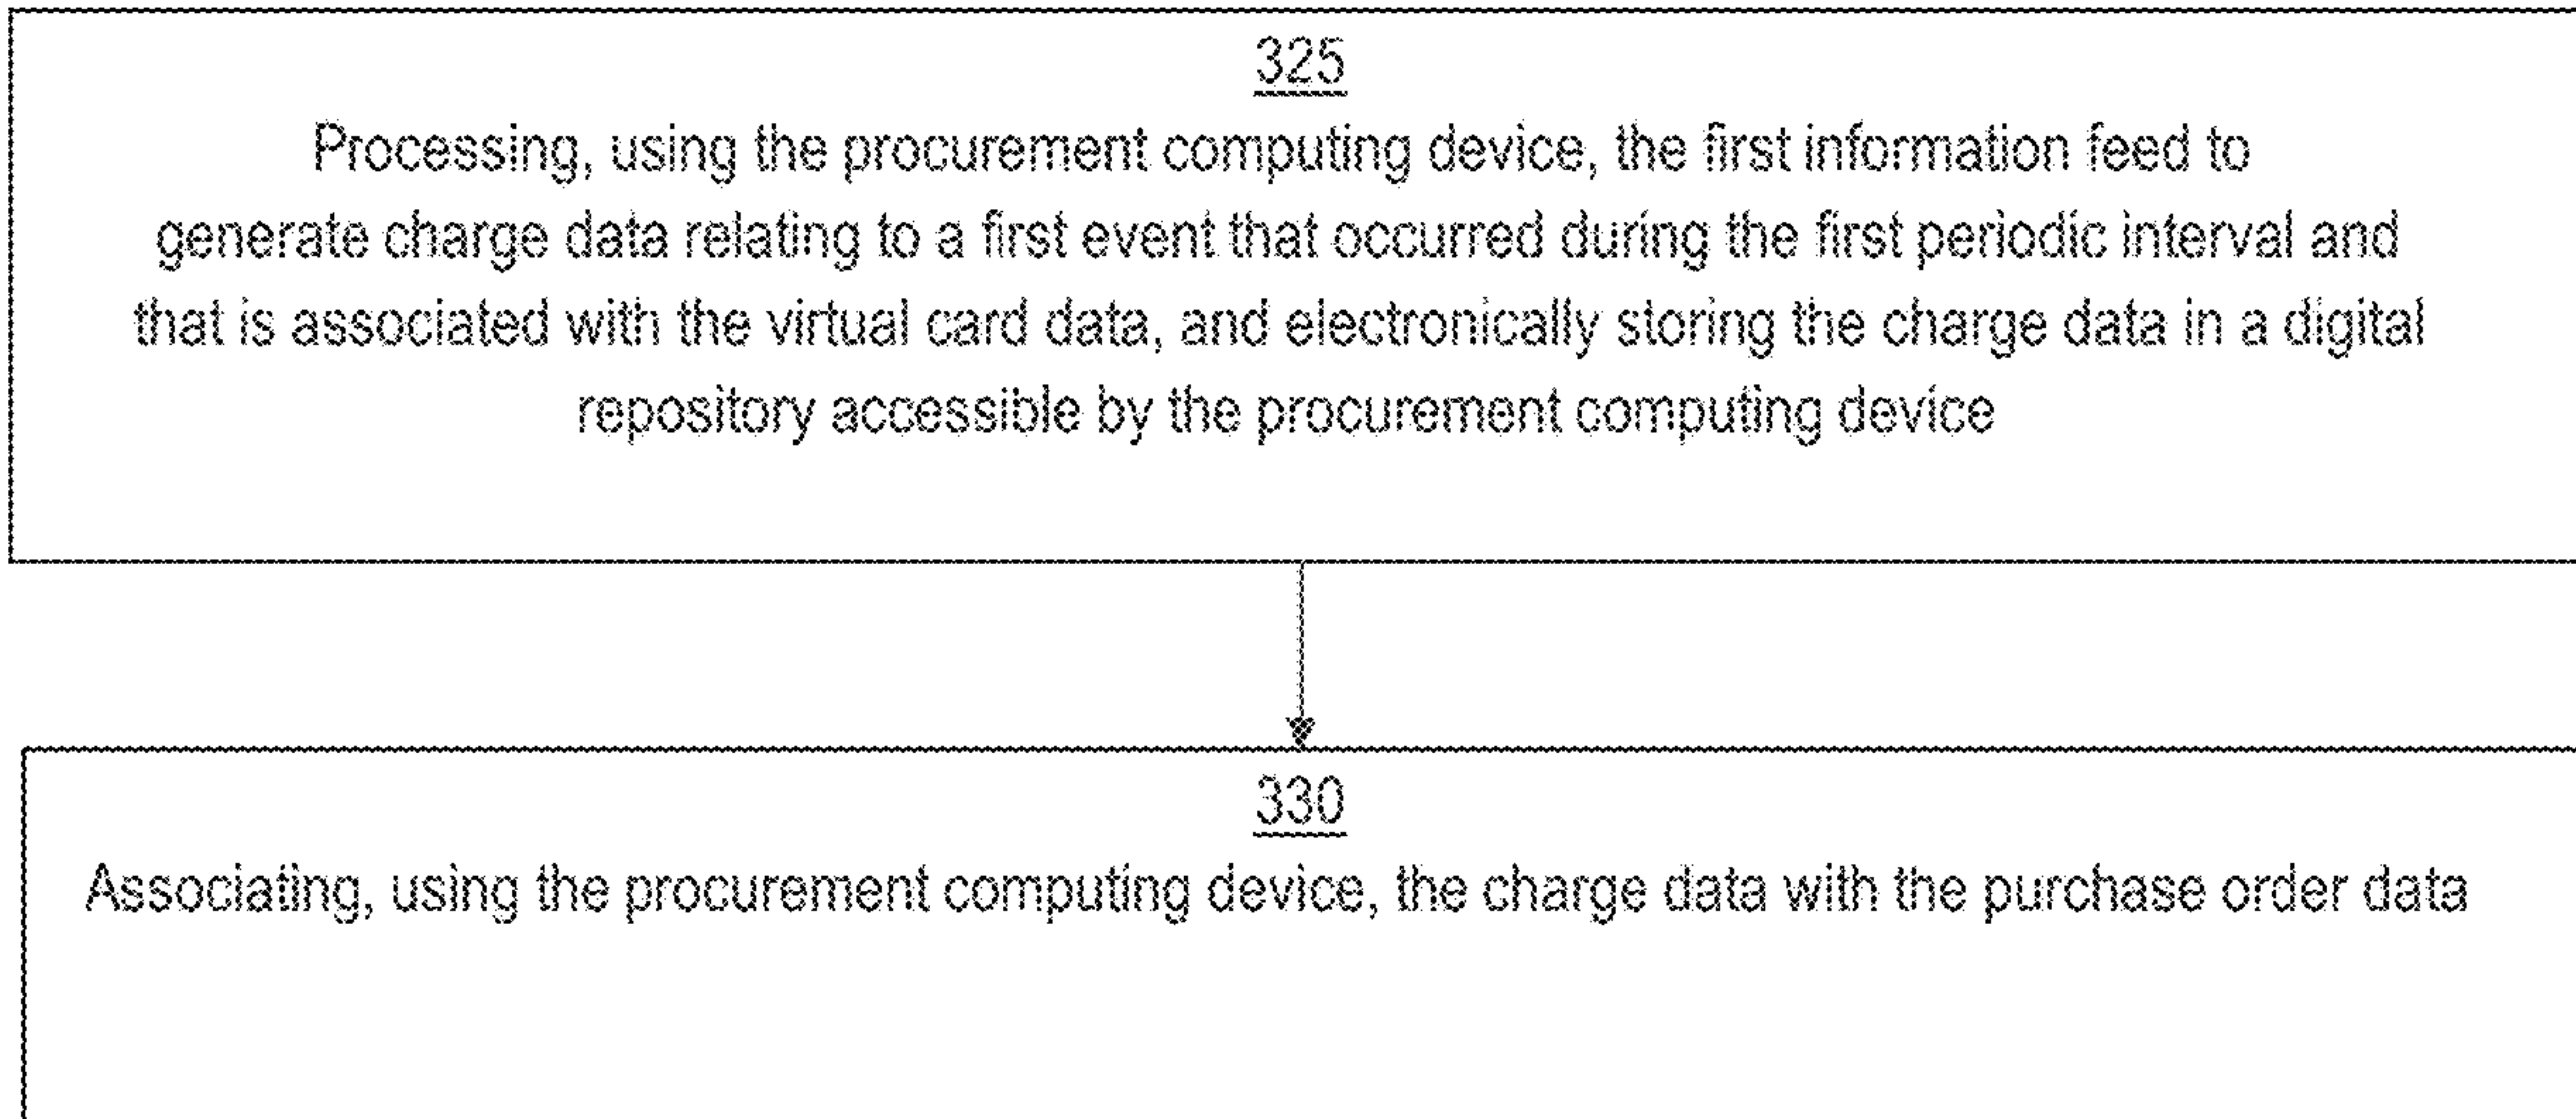 325
Processing, using the procurement computing device, the first information feed to
generate charge data relating to a first event that occurred during the first periodic interval and
that is associated with the virtual card data, and electronically storing the charge data in a digital
repository accessible by the procurement computing device
330
Associating, using the procurement computing device, the charge data with the purchase order data